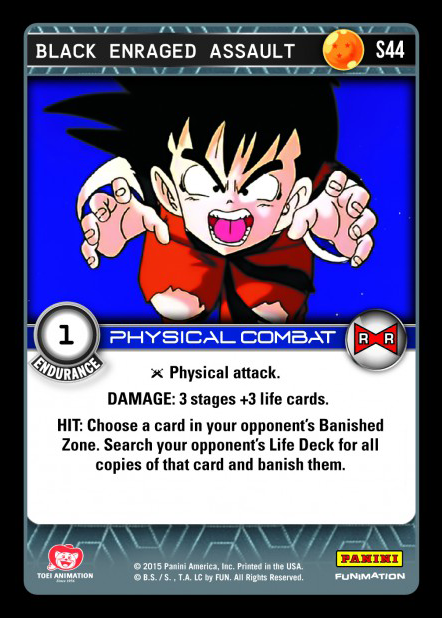 BLACK ENRAGED ASSAULT S44
1
ENDURANCE
PHYSICAL COMBAT
R R
Physical attack.
DAMAGE: 3 stages +3 life cards.
HIT: Choose a card in your opponent's Banished
Zone. Search your opponent's Life Deck for all
copies of that card and banish them.
TOEI ANIMATION
Since 1956
© 2015 Panini America, Inc. Printed in the USA.
© B.S. / S. , T.A. LC by FUN. All Rights Reserved.
PANINI
FUNIMATION